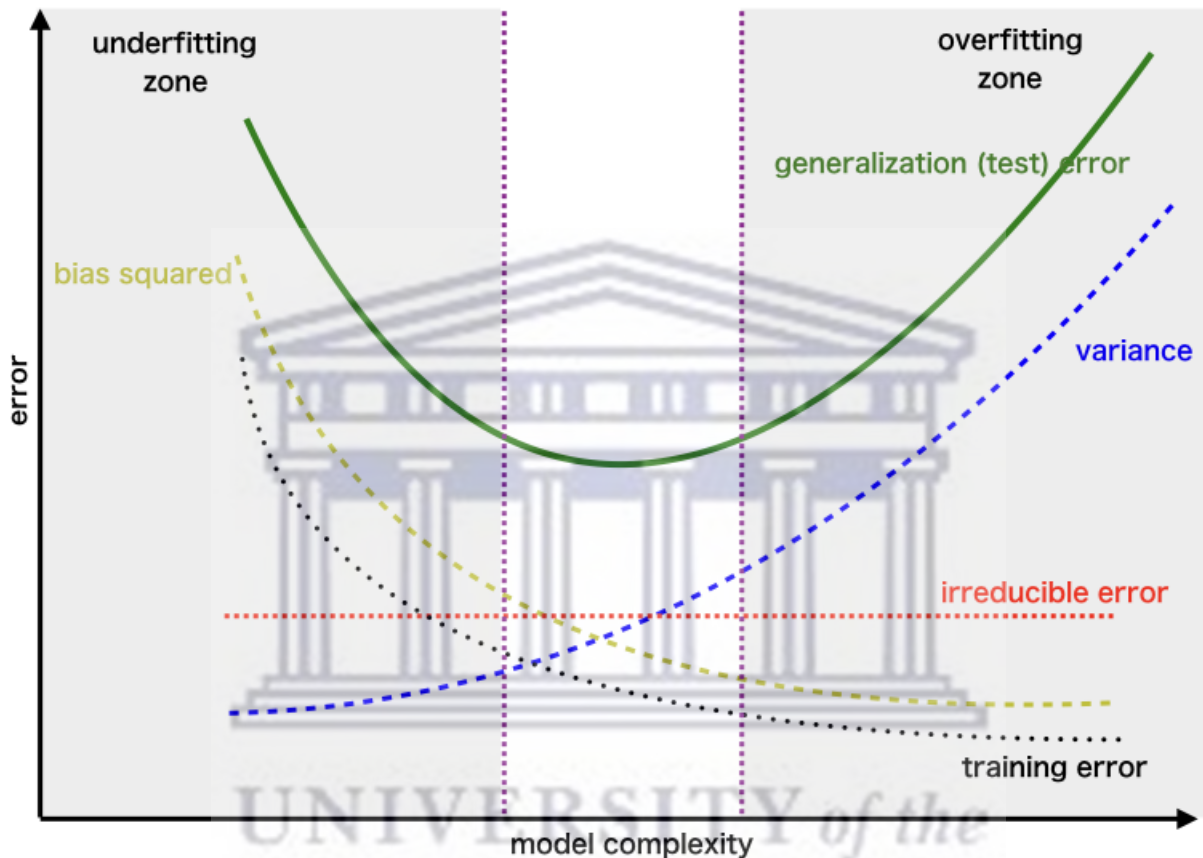 underfitting
zone
overfitting
zone
generalization (test) error
bias squared
variance
error
irreducible error
training error
UNIVERSITY of the
model complexity